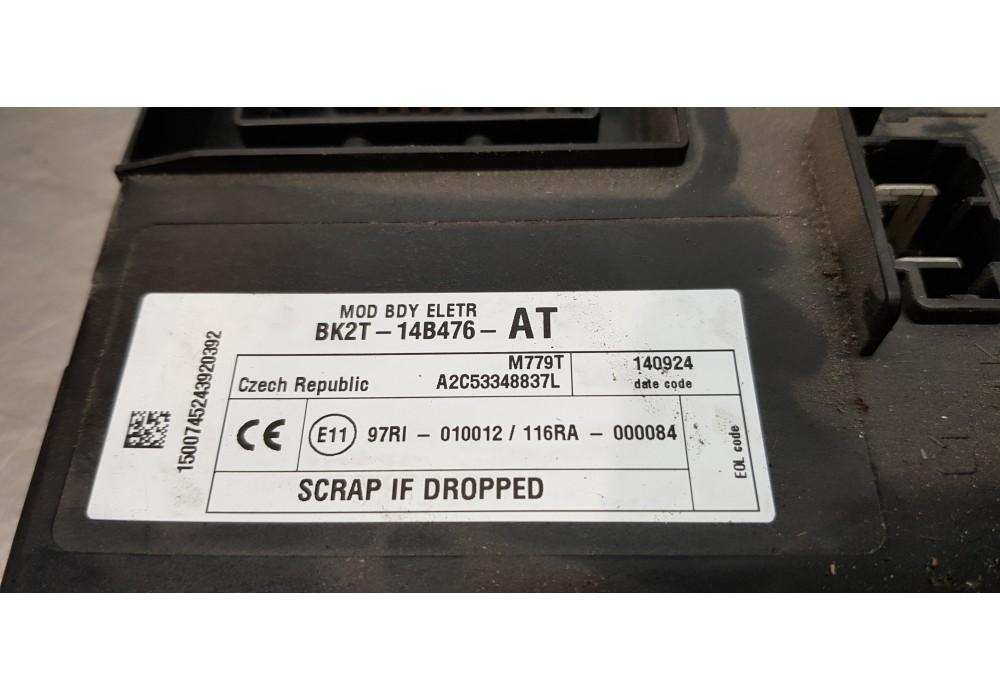 MOD BDY ELETR
BK2T-14B476-AT
M779T
Czech Republic A2C53348837L
140924
date code
CE
E11 97RI - 010012 / 116RA - 000084
EOL code
SCRAP IF DROPPED
1500745243920392